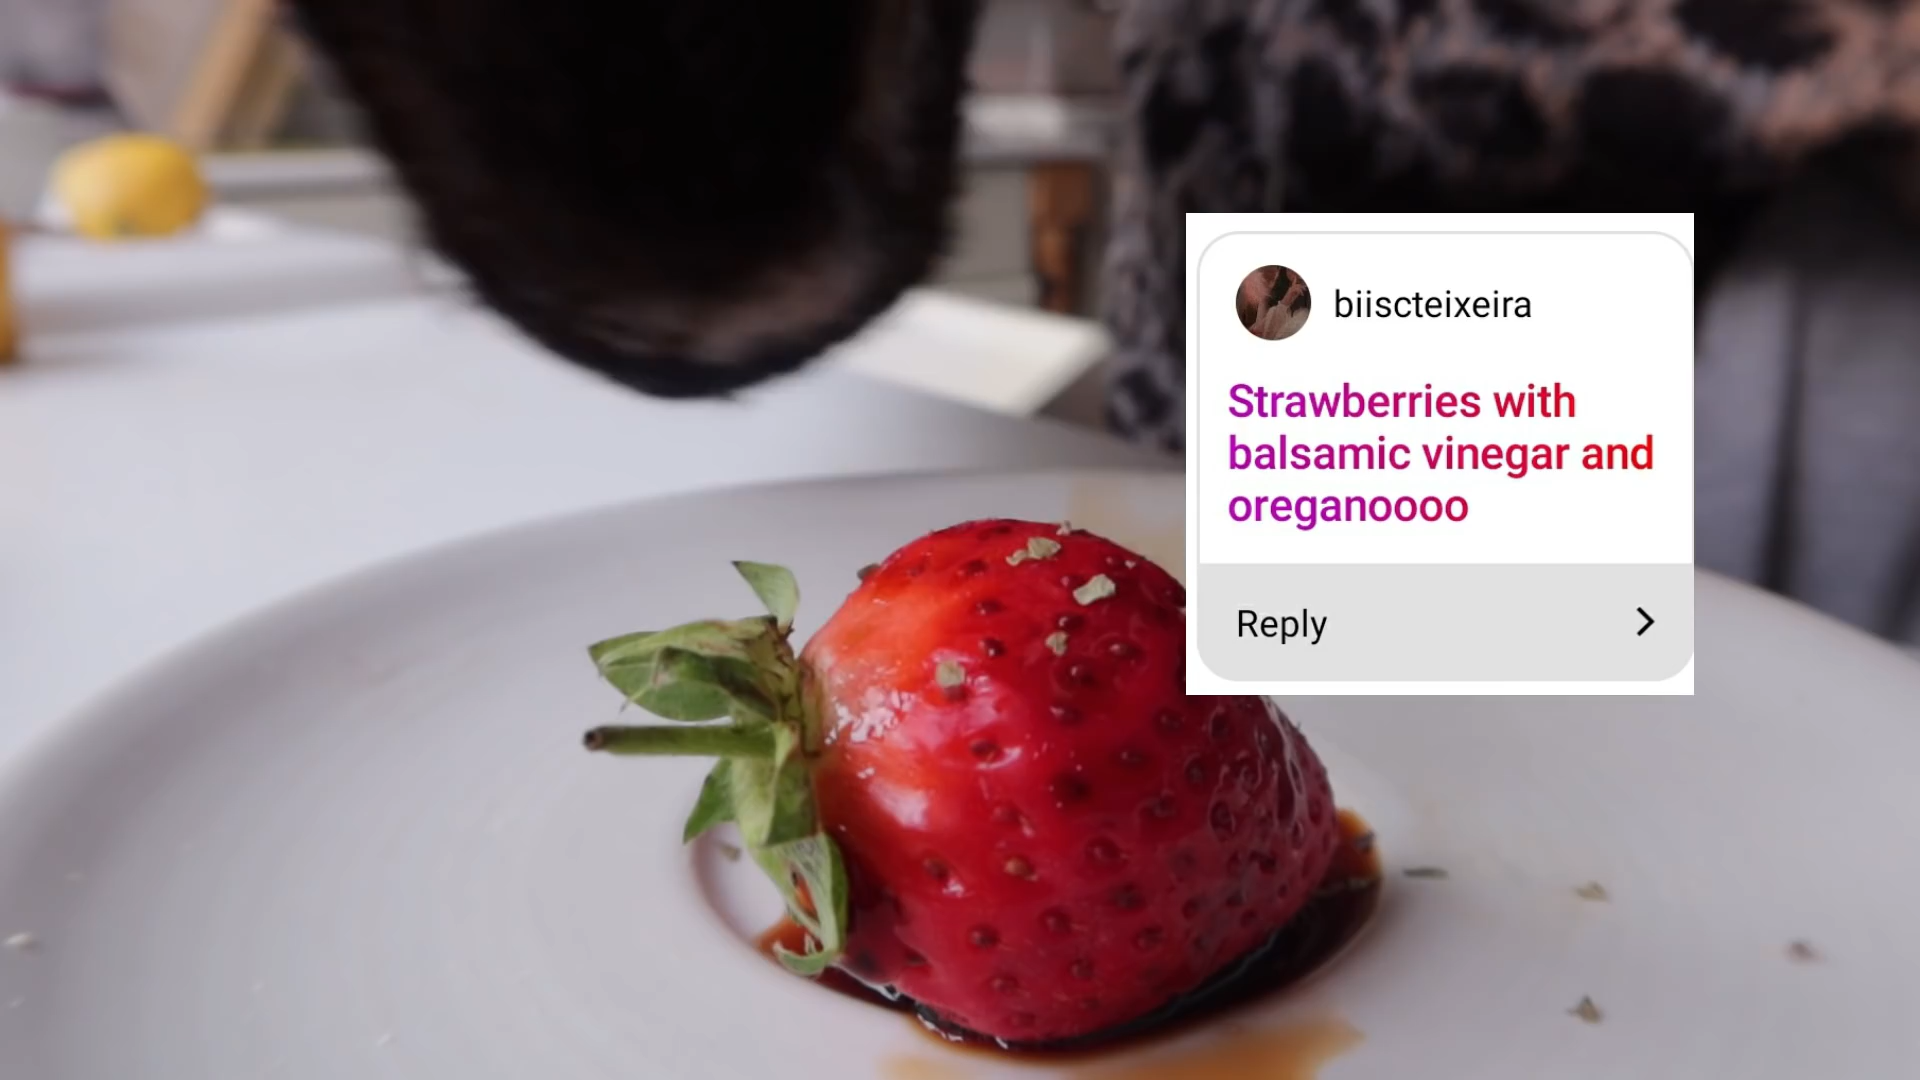 biiscteixeira
Strawberries with
balsamic vinegar and
oreganoooo
Reply